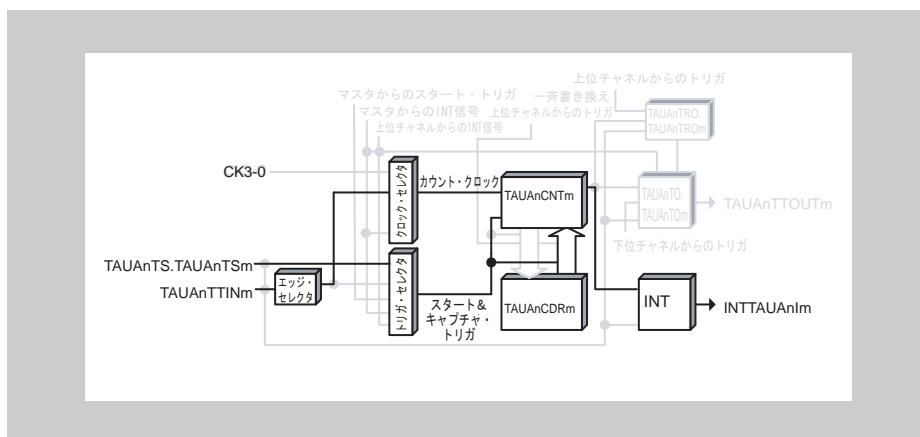 上位チャネルからのトリガ
マスタからのスタート・トリガ
一斉書き換え
マスタからのINT信号
上位チャネルからのトリガ
上位チャネルからのINT信号
TAUAnTRO.
TAUAnTROm
CK3-0
クロック・セレクタ
カウント・クロック
TAUAnCNTm
TAUAnTO.
TAUAnTOm
TAUAnTTOUTm
下位チャネルからのトリガ
TAUAnTS.TAUAnTSm
TAUAnTTINm
エッジ・
セレクタ
トリガ・セレクタ
スタート&
キャプチャ・
トリガ
TAUAnCDRm
INT
INTTAUAnIm